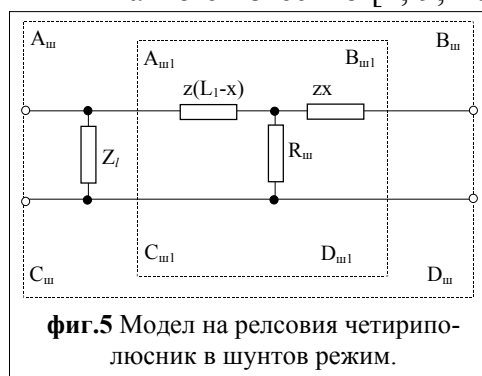 Aш
Bш
Aш1
Bш1
z(L₁-x)
zx
Zl
Rш
Cш1
Dш1
Cш
Dш
фиг.5 Модел на релсовия четирипо-
люсник в шунтов режим.